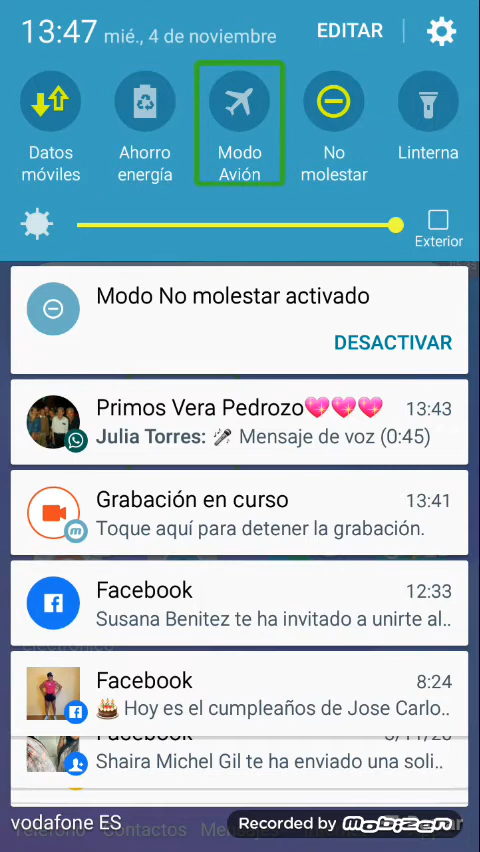 13:47 mié., 4 de noviembre EDITAR
Datos móviles
Ahorro energía
Modo Avión
No molestar
Linterna
Exterior
Modo No molestar activado
DESACTIVAR
Primos Vera Pedrozo💖💖💖 13:43
Julia Torres: 🎤 Mensaje de voz (0:45)
Grabación en curso 13:41
Toque aquí para detener la grabación.
Facebook 12:33
Susana Benitez te ha invitado a unirte al..
Facebook 8:24
🎂 Hoy es el cumpleaños de Jose Carlo..
Facebook
Shaira Michel Gil te ha enviado una soli..
vodafone ES
Teléfono Contactos
Recorded by mobizen